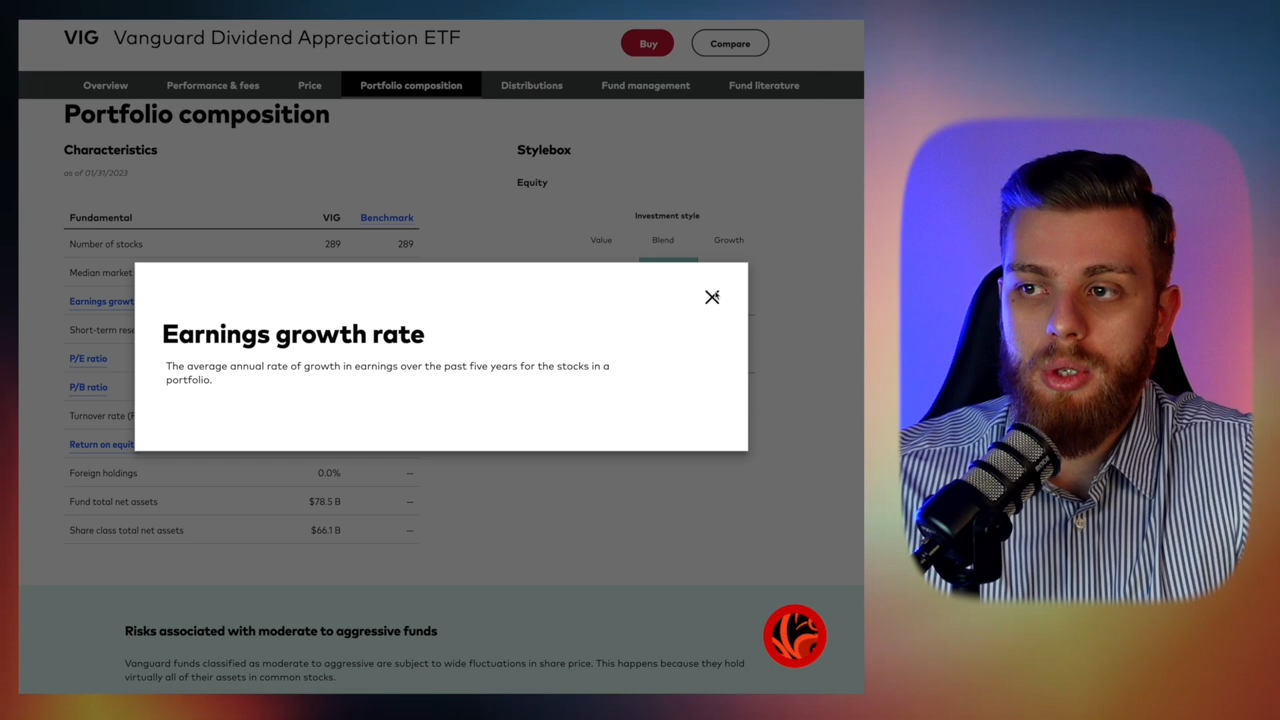 VIG Vanguard Dividend Appreciation ETF
Buy
Compare
Overview Performance & fees Price Portfolio composition Distributions Fund management Fund literature
Portfolio composition
Characteristics
as of 01/31/2023
Fundamental VIG Benchmark
Number of stocks 289 289
Median market
Earnings growt
Short-term rese
P/E ratio
P/B ratio
Turnover rate (F
Return on equit
Foreign holdings 0.0% —
Fund total net assets $78.5 B —
Share class total net assets $66.1 B —
Stylebox
Equity
Investment style
Value Blend Growth
Earnings growth rate
The average annual rate of growth in earnings over the past five years for the stocks in a
portfolio.
Risks associated with moderate to aggressive funds
Vanguard funds classified as moderate to aggressive are subject to wide fluctuations in share price. This happens because they hold
virtually all of their assets in common stocks.